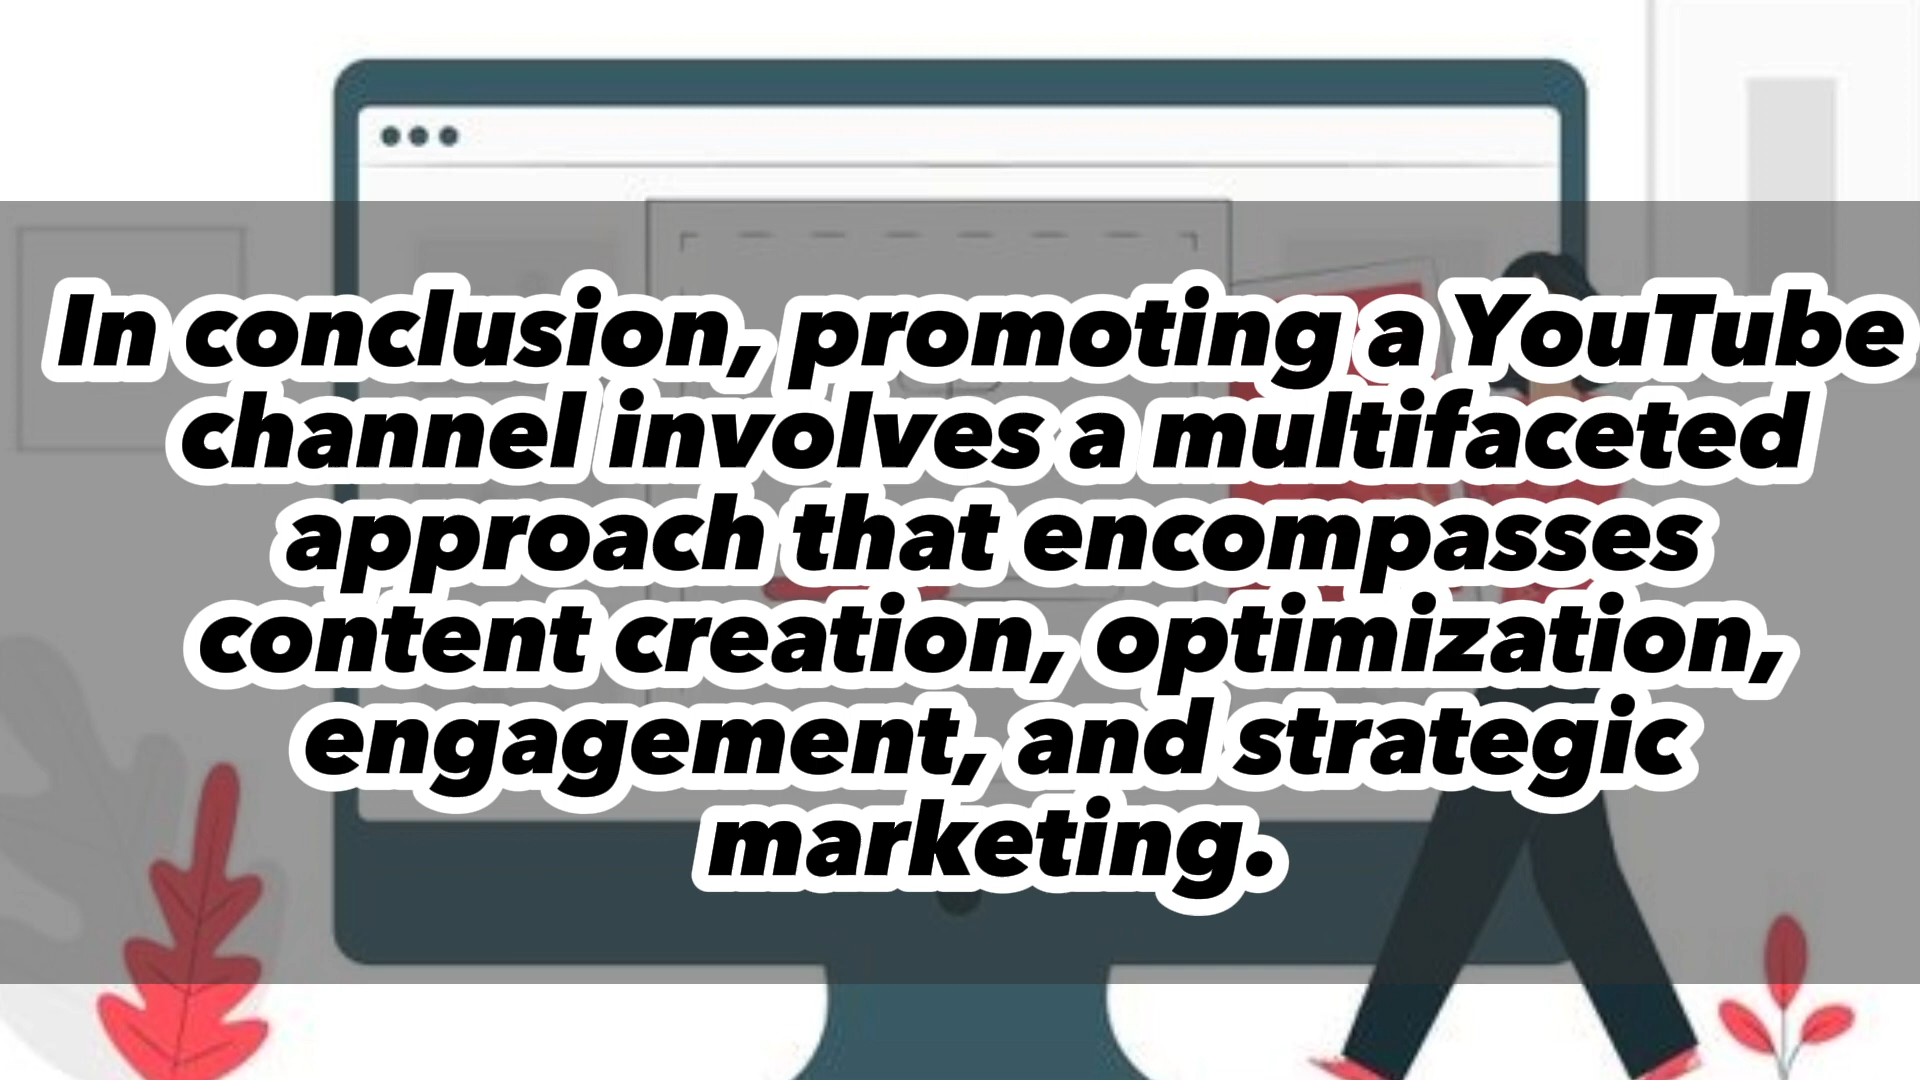 In conclusion, promoting a YouTube
channel involves a multifaceted
approach that encompasses
content creation, optimization,
engagement, and strategic
marketing.